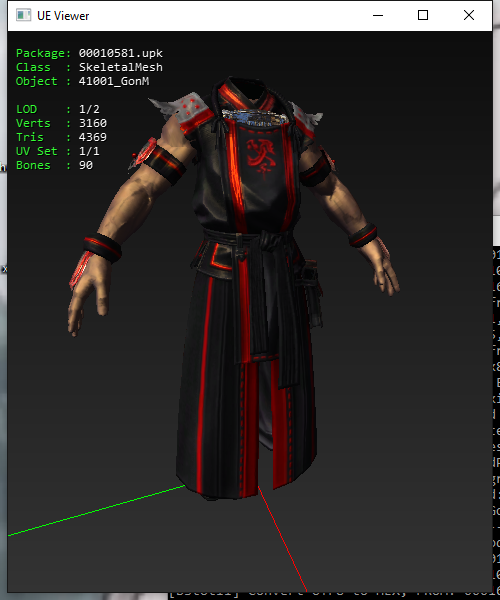 UE Viewer
Package: 00010581.upk
Class : SkeletalMesh
Object : 41001_GonM
LOD : 1/2
Verts : 3160
Tris : 4369
UV Set : 1/1
Bones : 90